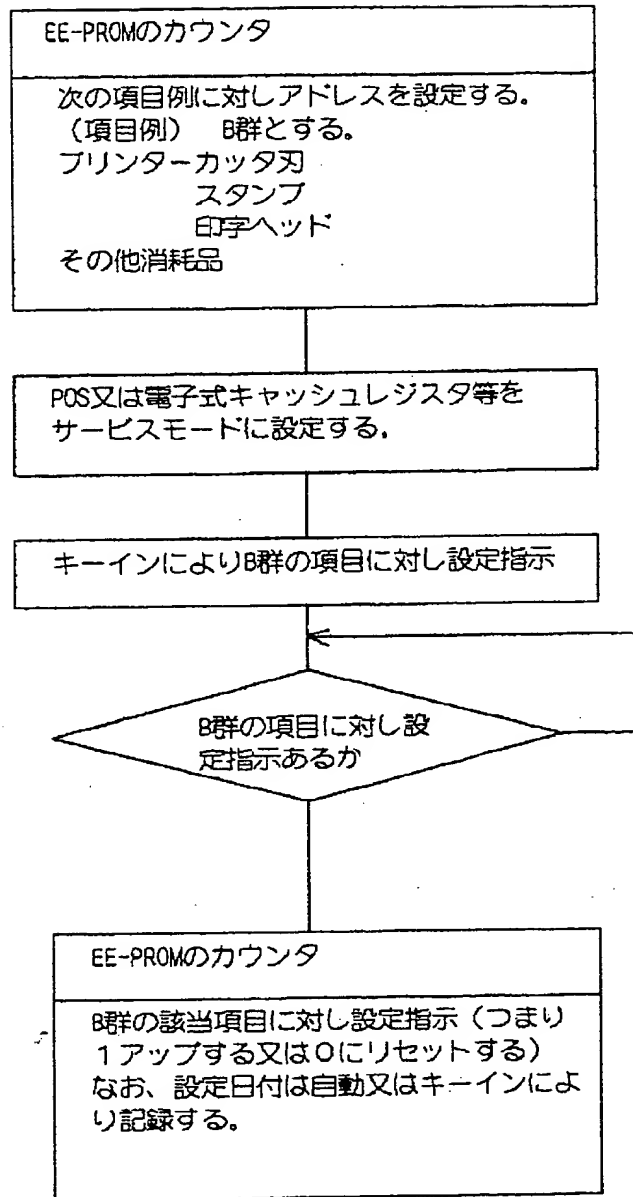 EE-PROMのカウンタ
次の項目例に対しアドレスを設定する。
(項目例) B群とする。
プリンターカッタ刃
スタンプ
印字ヘッド
その他消耗品
POS又は電子式キャッシュレジスタ等を
サービスモードに設定する.
キーインによりB群の項目に対し設定指示
B群の項目に対し設
定指示あるか
EE-PROMのカウンタ
B群の該当項目に対し設定指示(つまり
1アップする又は0にリセットする)
なお、設定日付は自動又はキーインによ
り記録する。